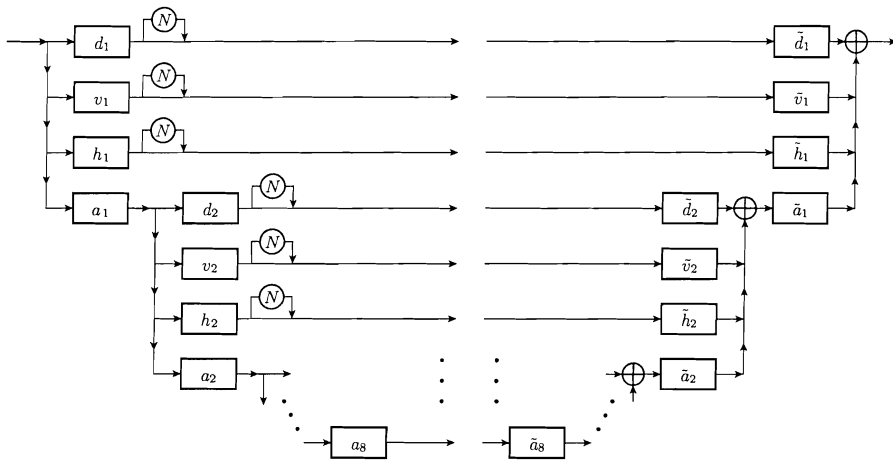 N
d₁ d̃₁
N
v₁ ṽ₁
N
h₁ h̃₁
N
a₁ d₂ d̃₂ ã₁
N
v₂ ṽ₂
N
h₂ h̃₂
a₂ ã₂
a₈ ã₈